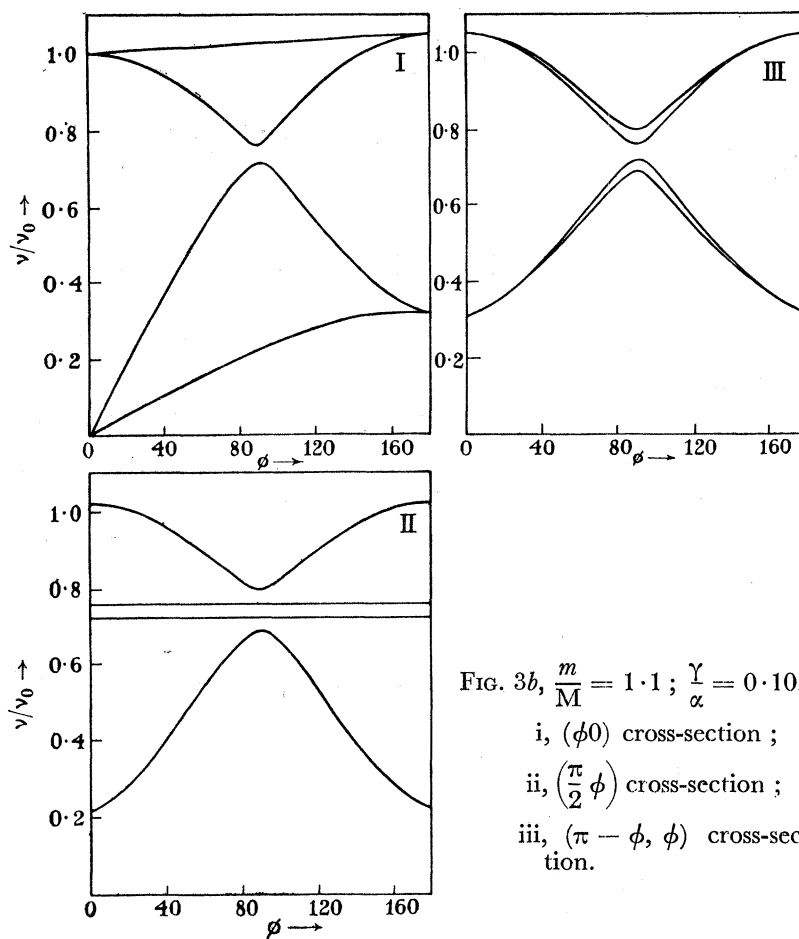 1·0
0·8
0·6
0·4
0·2
0 40 80 120 160
ν/ν₀ →
φ →
I
1·0
0·8
0·6
0·4
0·2
0 40 80 120 160
φ →
III
1·0
0·8
0·6
0·4
0·2
0 40 80 120 160
ν/ν₀ →
φ →
II
FIG. 3b, m/M = 1·1 ; γ/α = 0·10.
i, (φ0) cross-section ;
ii, (π/2 φ) cross-section ;
iii, (π − φ, φ) cross-sec
tion.